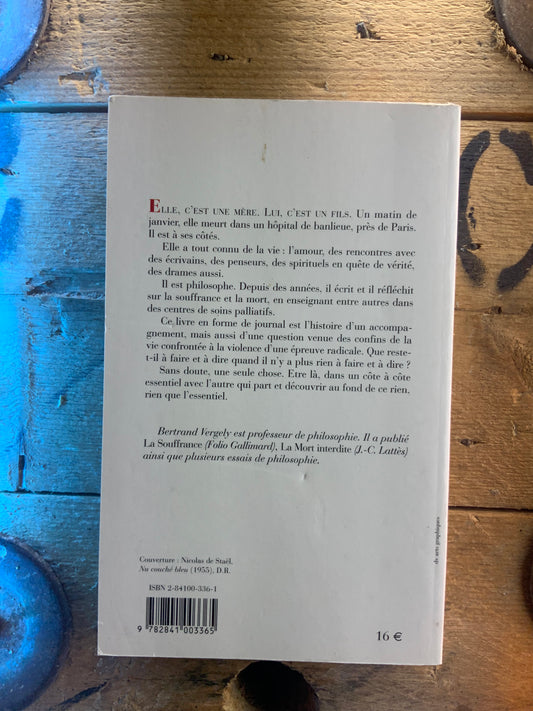 ELLE, C'EST UNE MÈRE. LUI, C'EST UN FILS. Un matin de
janvier, elle meurt dans un hôpital de banlieue, près de Paris.
Il est à ses côtés.
Elle a tout connu de la vie : l'amour, des rencontres avec
des écrivains, des penseurs, des spirituels en quête de vérité,
des drames aussi.
Il est philosophe. Depuis des années, il écrit et il réfléchit
sur la souffrance et la mort, en enseignant entre autres dans
des centres de soins palliatifs.
Ce livre en forme de journal est l'histoire d'un accompa-
gnement, mais aussi d'une question venue des confins de la
vie confrontée à la violence d'une épreuve radicale. Que reste-
t-il à faire et à dire quand il n'y a plus rien à faire et à dire ?
Sans doute, une seule chose. Etre là, dans un côte à côte
essentiel avec l'autre qui part et découvrir au fond de ce rien,
rien que l'essentiel.
Bertrand Vergely est professeur de philosophie. Il a publié
La Souffrance (Folio Gallimard), La Mort interdite (J.-C. Lattès)
ainsi que plusieurs essais de philosophie.
Couverture : Nicolas de Staël,
Nu couché bleu (1955). D.R.
ISBN 2-84100-336-1
9 782841 003365
16 €
ds arts graphiques